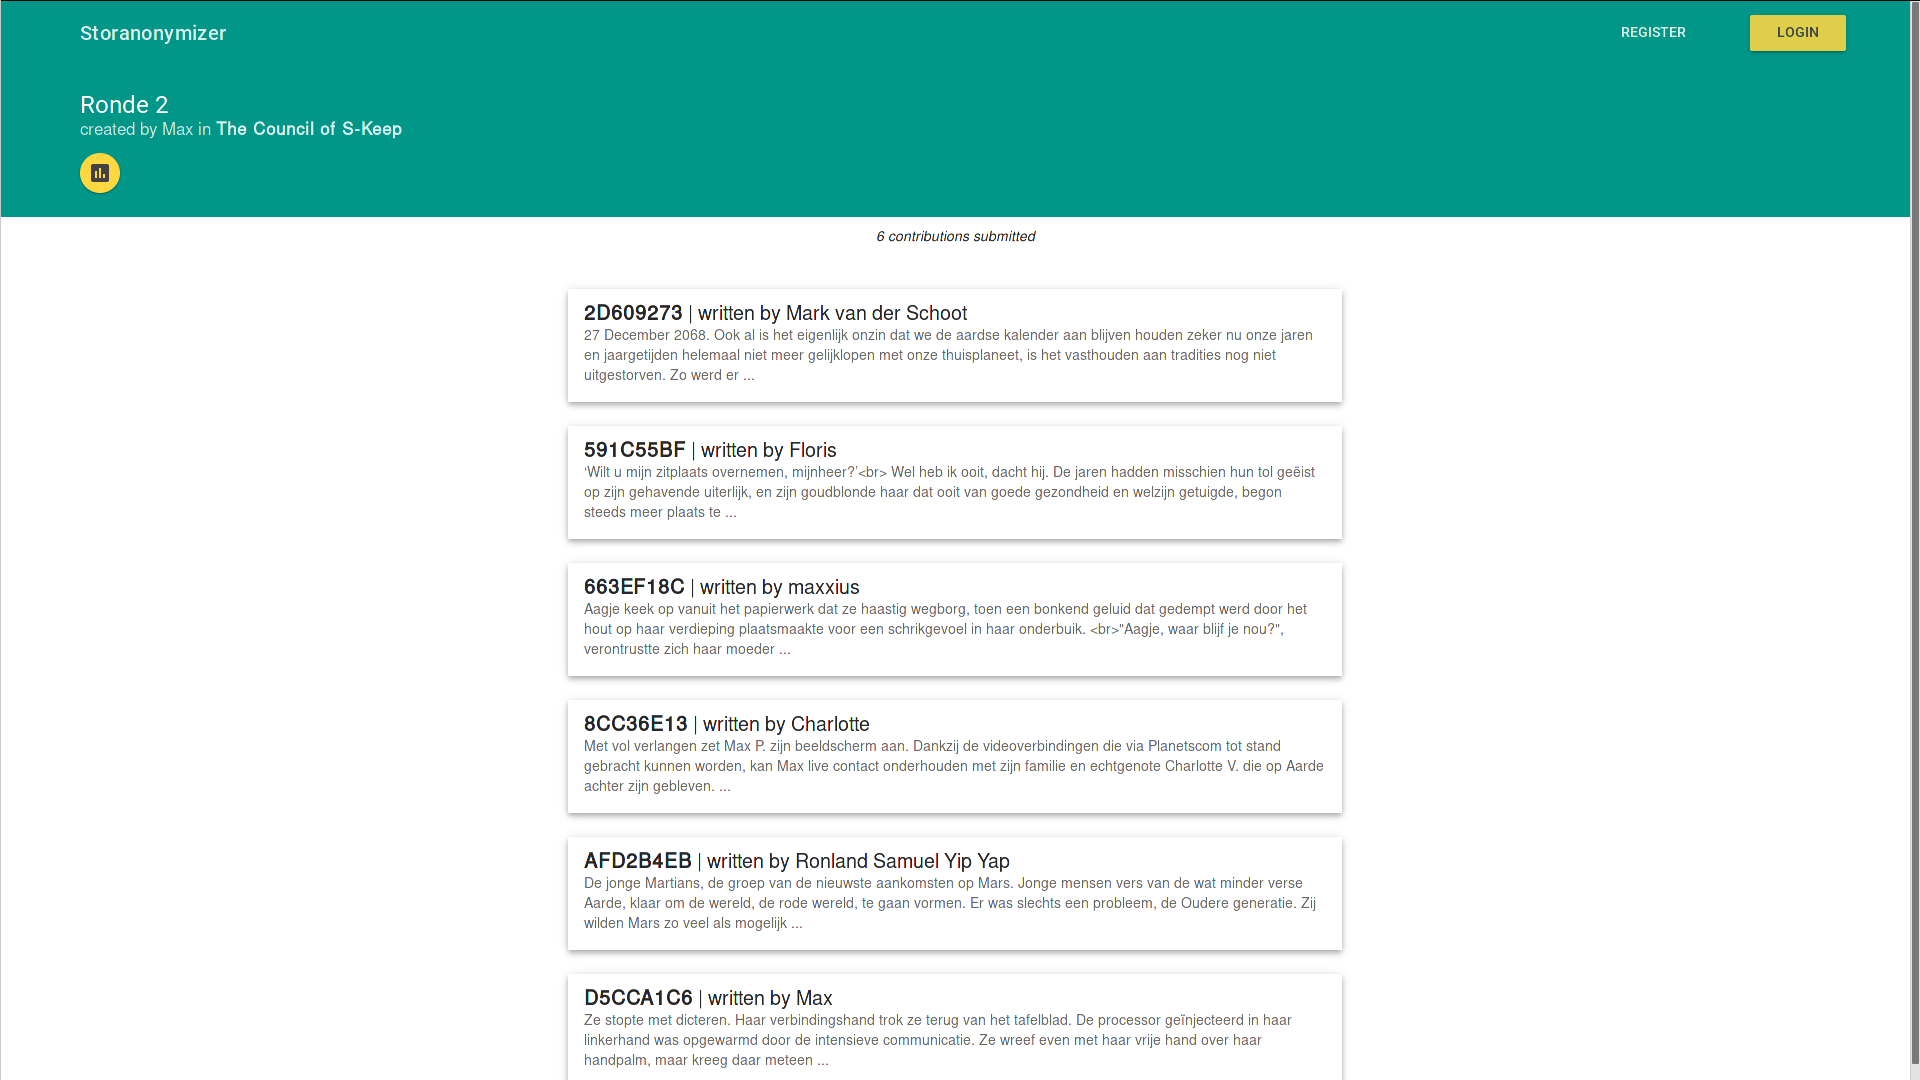 Storanonymizer
REGISTER
LOGIN
Ronde 2
created by Max in The Council of S-Keep
6 contributions submitted
2D609273 | written by Mark van der Schoot
27 December 2068. Ook al is het eigenlijk onzin dat we de aardse kalender aan blijven houden zeker nu onze jaren
en jaargetijden helemaal niet meer gelijklopen met onze thuisplaneet, is het vasthouden aan tradities nog niet
uitgestorven. Zo werd er ...
591C55BF | written by Floris
‘Wilt u mijn zitplaats overnemen, mijnheer?’<br> Wel heb ik ooit, dacht hij. De jaren hadden misschien hun tol geëist
op zijn gehavende uiterlijk, en zijn goudblonde haar dat ooit van goede gezondheid en welzijn getuigde, begon
steeds meer plaats te ...
663EF18C | written by maxxius
Aagje keek op vanuit het papierwerk dat ze haastig wegborg, toen een bonkend geluid dat gedempt werd door het
hout op haar verdieping plaatsmaakte voor een schrikgevoel in haar onderbuik. <br>"Aagje, waar blijf je nou?",
verontrustte zich haar moeder ...
8CC36E13 | written by Charlotte
Met vol verlangen zet Max P. zijn beeldscherm aan. Dankzij de videoverbindingen die via Planetscom tot stand
gebracht kunnen worden, kan Max live contact onderhouden met zijn familie en echtgenote Charlotte V. die op Aarde
achter zijn gebleven. ...
AFD2B4EB | written by Ronland Samuel Yip Yap
De jonge Martians, de groep van de nieuwste aankomsten op Mars. Jonge mensen vers van de wat minder verse
Aarde, klaar om de wereld, de rode wereld, te gaan vormen. Er was slechts een probleem, de Oudere generatie. Zij
wilden Mars zo veel als mogelijk ...
D5CCA1C6 | written by Max
Ze stopte met dicteren. Haar verbindingshand trok ze terug van het tafelblad. De processor geïnjecteerd in haar
linkerhand was opgewarmd door de intensieve communicatie. Ze wreef even met haar vrije hand over haar
handpalm, maar kreeg daar meteen ...